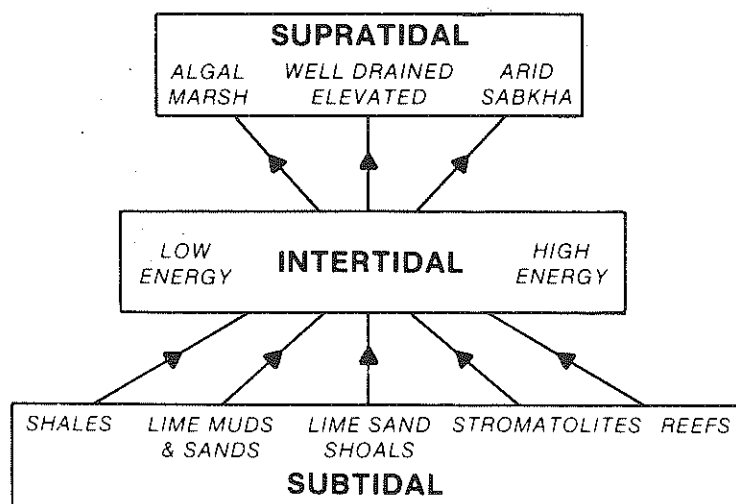 SUPRATIDAL
ALGAL MARSH
WELL DRAINED ELEVATED
ARID SABKHA
LOW ENERGY
INTERTIDAL
HIGH ENERGY
SHALES
LIME MUDS & SANDS
LIME SAND SHOALS
STROMATOLITES
REEFS
SUBTIDAL